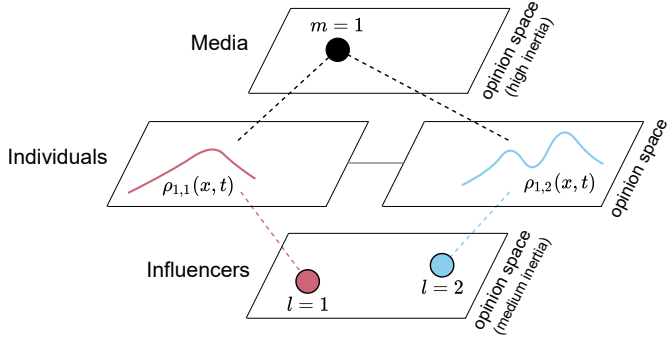 Media
m = 1
opinion space
(high inertia)
Individuals
ρ₁,₁(x, t)
ρ₁,₂(x, t)
opinion space
Influencers
l = 1
l = 2
opinion space
(medium inertia)